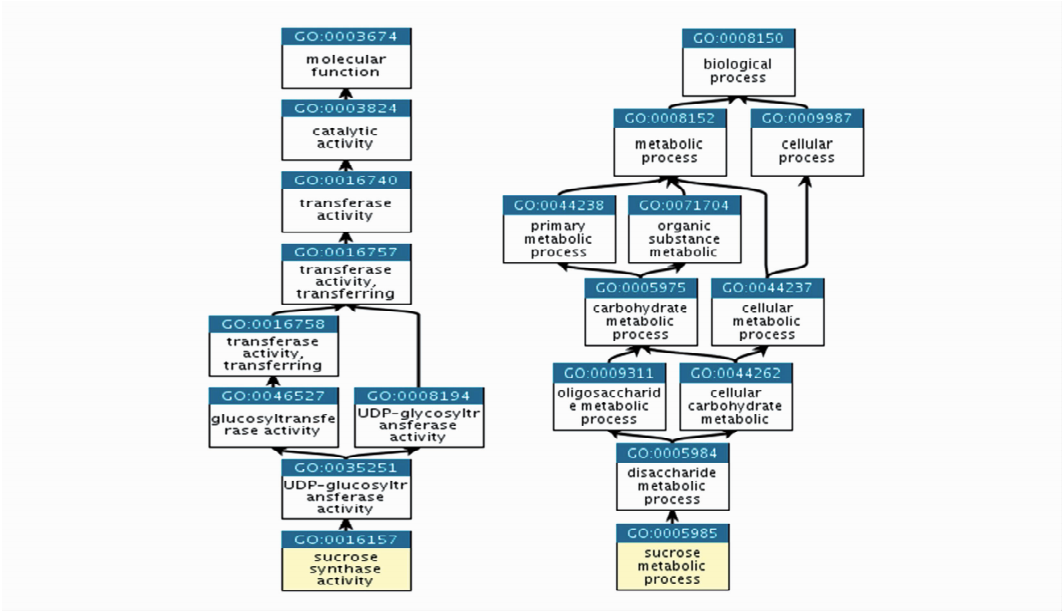 GO:0003674
molecular
function
GO:0003824
catalytic
activity
GO:0016740
transferase
activity
GO:0016757
transferase
activity,
transferring
GO:0016758
transferase
activity,
transferring
GO:0046527
glucosyltransfe
rase activity
GO:0008194
UDP-glycosyltr
ansferase
activity
GO:0035251
UDP-glucosyltr
ansferase
activity
GO:0016157
sucrose
synthase
activity
GO:0008150
biological
process
GO:0008152
metabolic
process
GO:0009987
cellular
process
GO:0044238
primary
metabolic
process
GO:0071704
organic
substance
metabolic
GO:0005975
carbohydrate
metabolic
process
GO:0044237
cellular
metabolic
process
GO:0009311
oligosaccharid
e metabolic
process
GO:0044262
cellular
carbohydrate
metabolic
GO:0005984
disaccharide
metabolic
process
GO:0005985
sucrose
metabolic
process